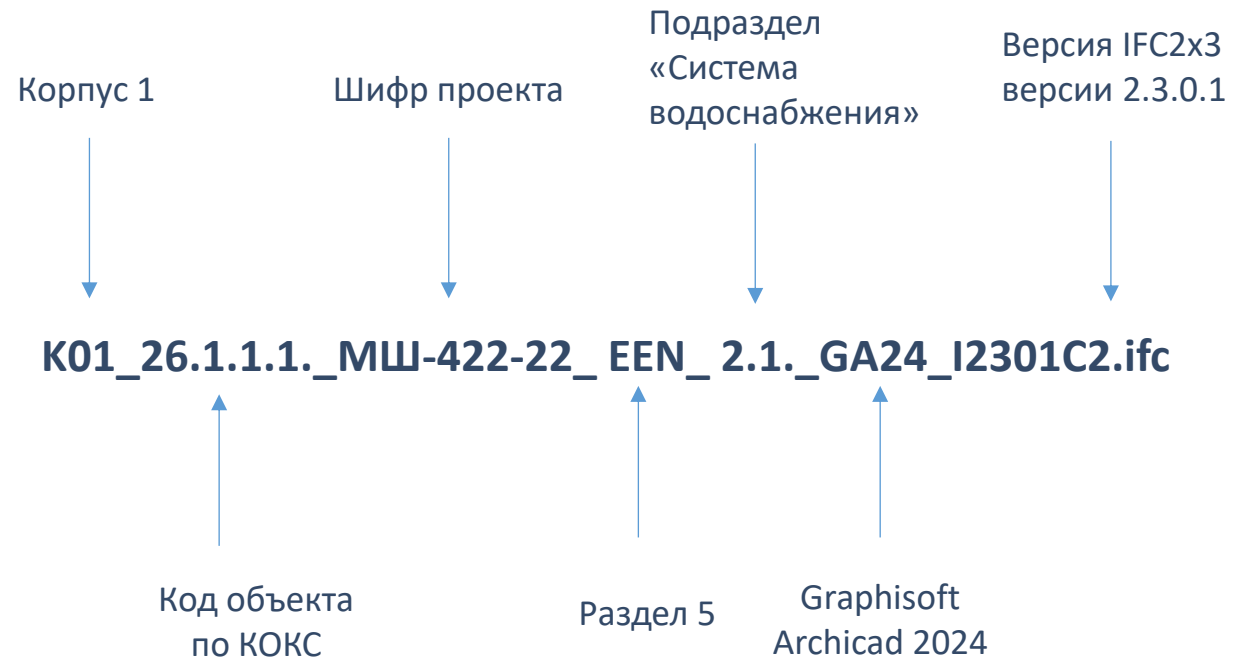 Корпус 1
Шифр проекта
Подраздел
«Система
водоснабжения»
Версия IFC2x3
версии 2.3.0.1
K01_26.1.1.1._МШ-422-22_ EEN_ 2.1._GA24_I2301C2.ifc
Код объекта
по КОКС
Раздел 5
Graphisoft
Archicad 2024